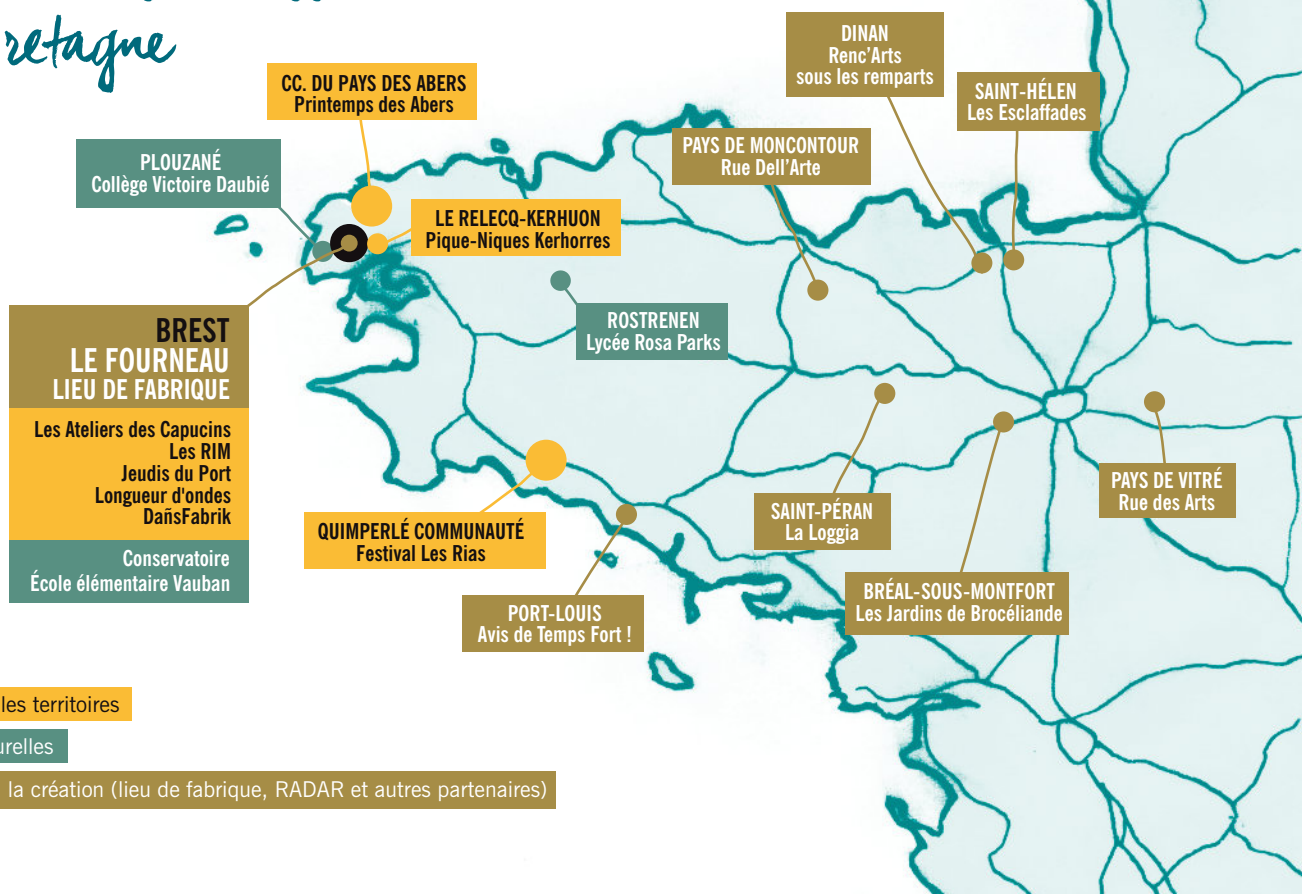 retagne
DINAN
Renc'Arts
sous les remparts
CC. DU PAYS DES ABERS
Printemps des Abers
SAINT-HÉLEN
Les Esclaffades
PLOUZANÉ
Collège Victoire Daubié
PAYS DE MONCONTOUR
Rue Dell'Arte
LE RELECQ-KERHUON
Pique-Niques Kerhorres
ROSTRENEN
Lycée Rosa Parks
BREST
LE FOURNEAU
LIEU DE FABRIQUE
Les Ateliers des Capucins
Les RIM
Jeudis du Port
Longueur d'ondes
DañsFabrik
Conservatoire
École élémentaire Vauban
QUIMPERLÉ COMMUNAUTÉ
Festival Les Rias
PORT-LOUIS
Avis de Temps Fort !
SAINT-PÉRAN
La Loggia
PAYS DE VITRÉ
Rue des Arts
BRÉAL-SOUS-MONTFORT
Les Jardins de Brocéliande
les territoires
urelles
la création (lieu de fabrique, RADAR et autres partenaires)